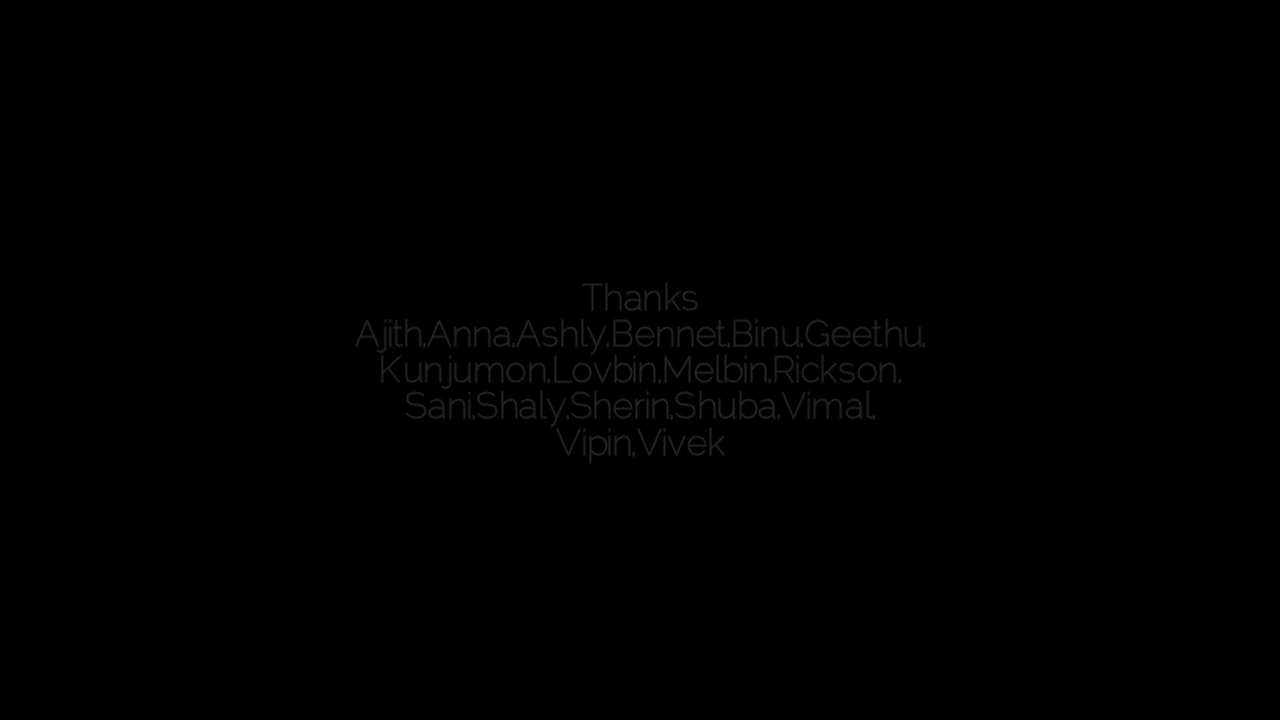 Thanks
Ajith,Anna,Ashly,Bennet,Binu,Geethu,
Kunjumon,Lovbin,Melbin,Rickson,
Sani,Shaly,Sherin,Shuba,Vimal,
Vipin,Vivek